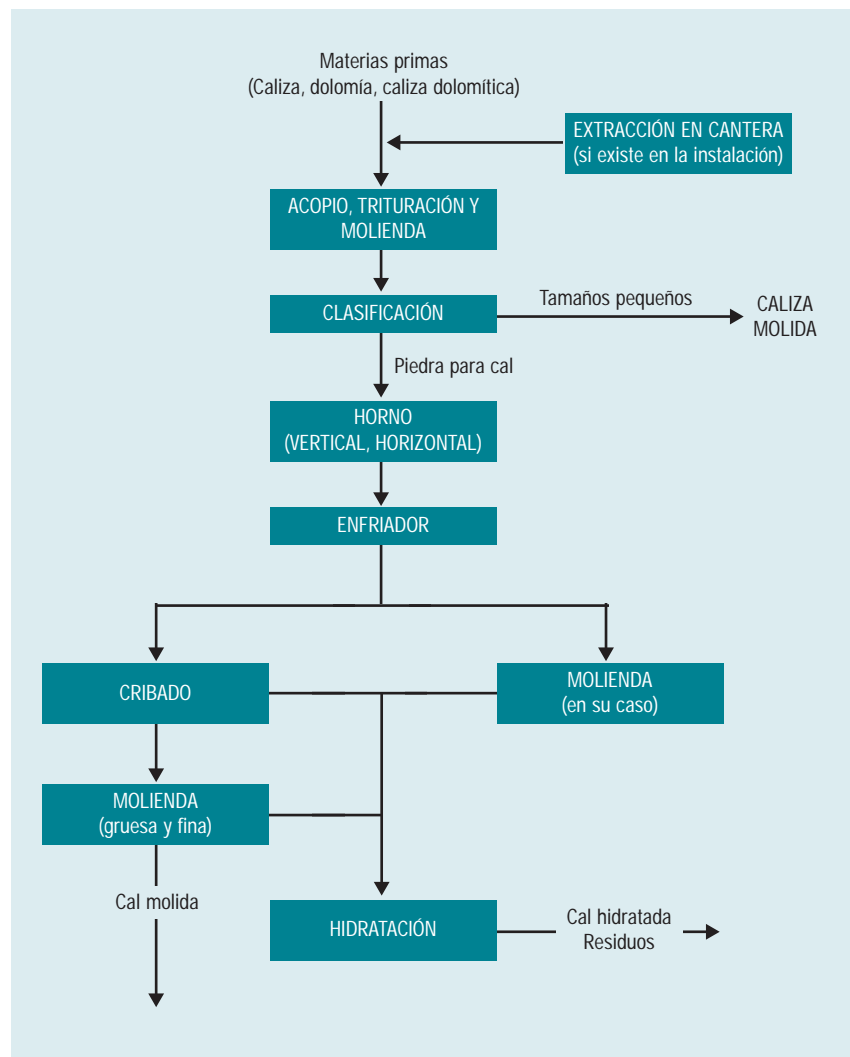 Materias primas
(Caliza, dolomía, caliza dolomítica)
EXTRACCIÓN EN CANTERA
(si existe en la instalación)
ACOPIO, TRITURACIÓN Y
MOLIENDA
CLASIFICACIÓN
Tamaños pequeños
CALIZA
MOLIDA
Piedra para cal
HORNO
(VERTICAL, HORIZONTAL)
ENFRIADOR
CRIBADO
MOLIENDA
(en su caso)
MOLIENDA
(gruesa y fina)
Cal molida
HIDRATACIÓN
Cal hidratada
Residuos